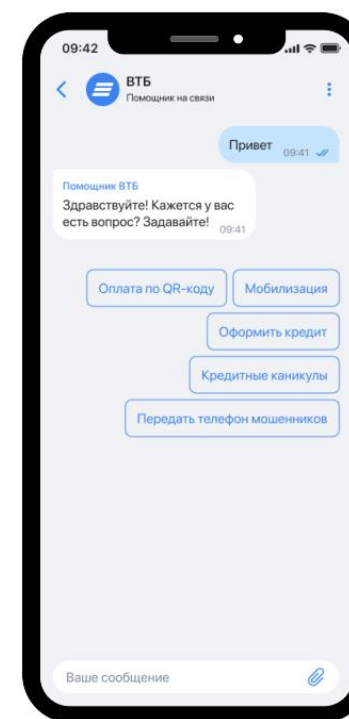 09:42
ВТБ
Помощник на связи
Привет 09:41
Помощник ВТБ
Здравствуйте! Кажется у вас
есть вопрос? Задавайте! 09:41
Оплата по QR-коду Мобилизация
Оформить кредит
Кредитные каникулы
Передать телефон мошенников
Ваше сообщение